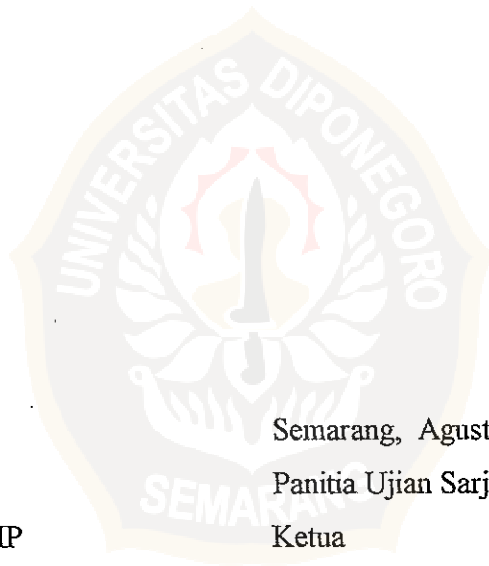 UNIVERSITAS DIPONEGORO
Semarang, Agust
Panitia Ujian Sarj
IP Ketua
SEMARANG